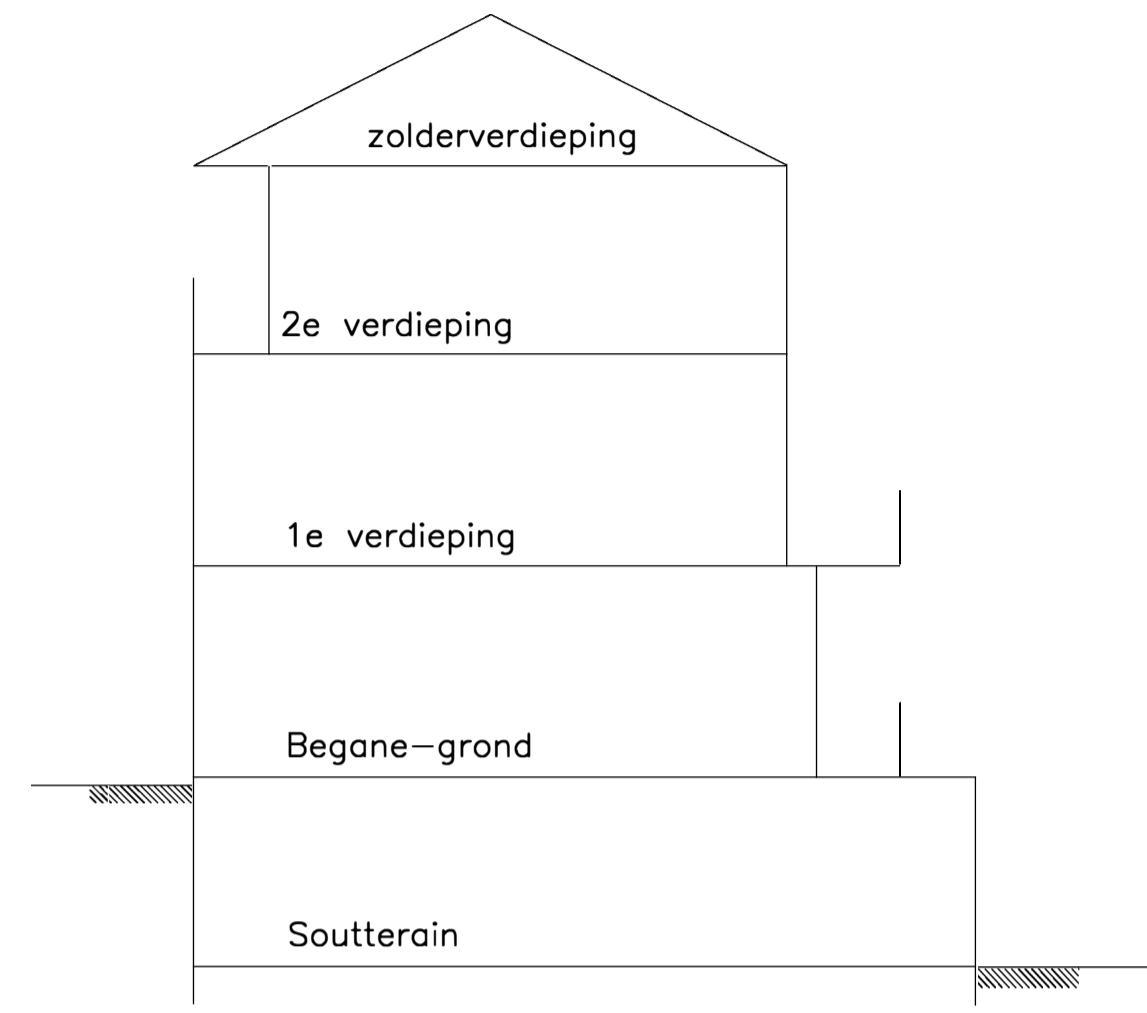 zolderverdieping
2e verdieping
1e verdieping
Begane-grond
Soutterain